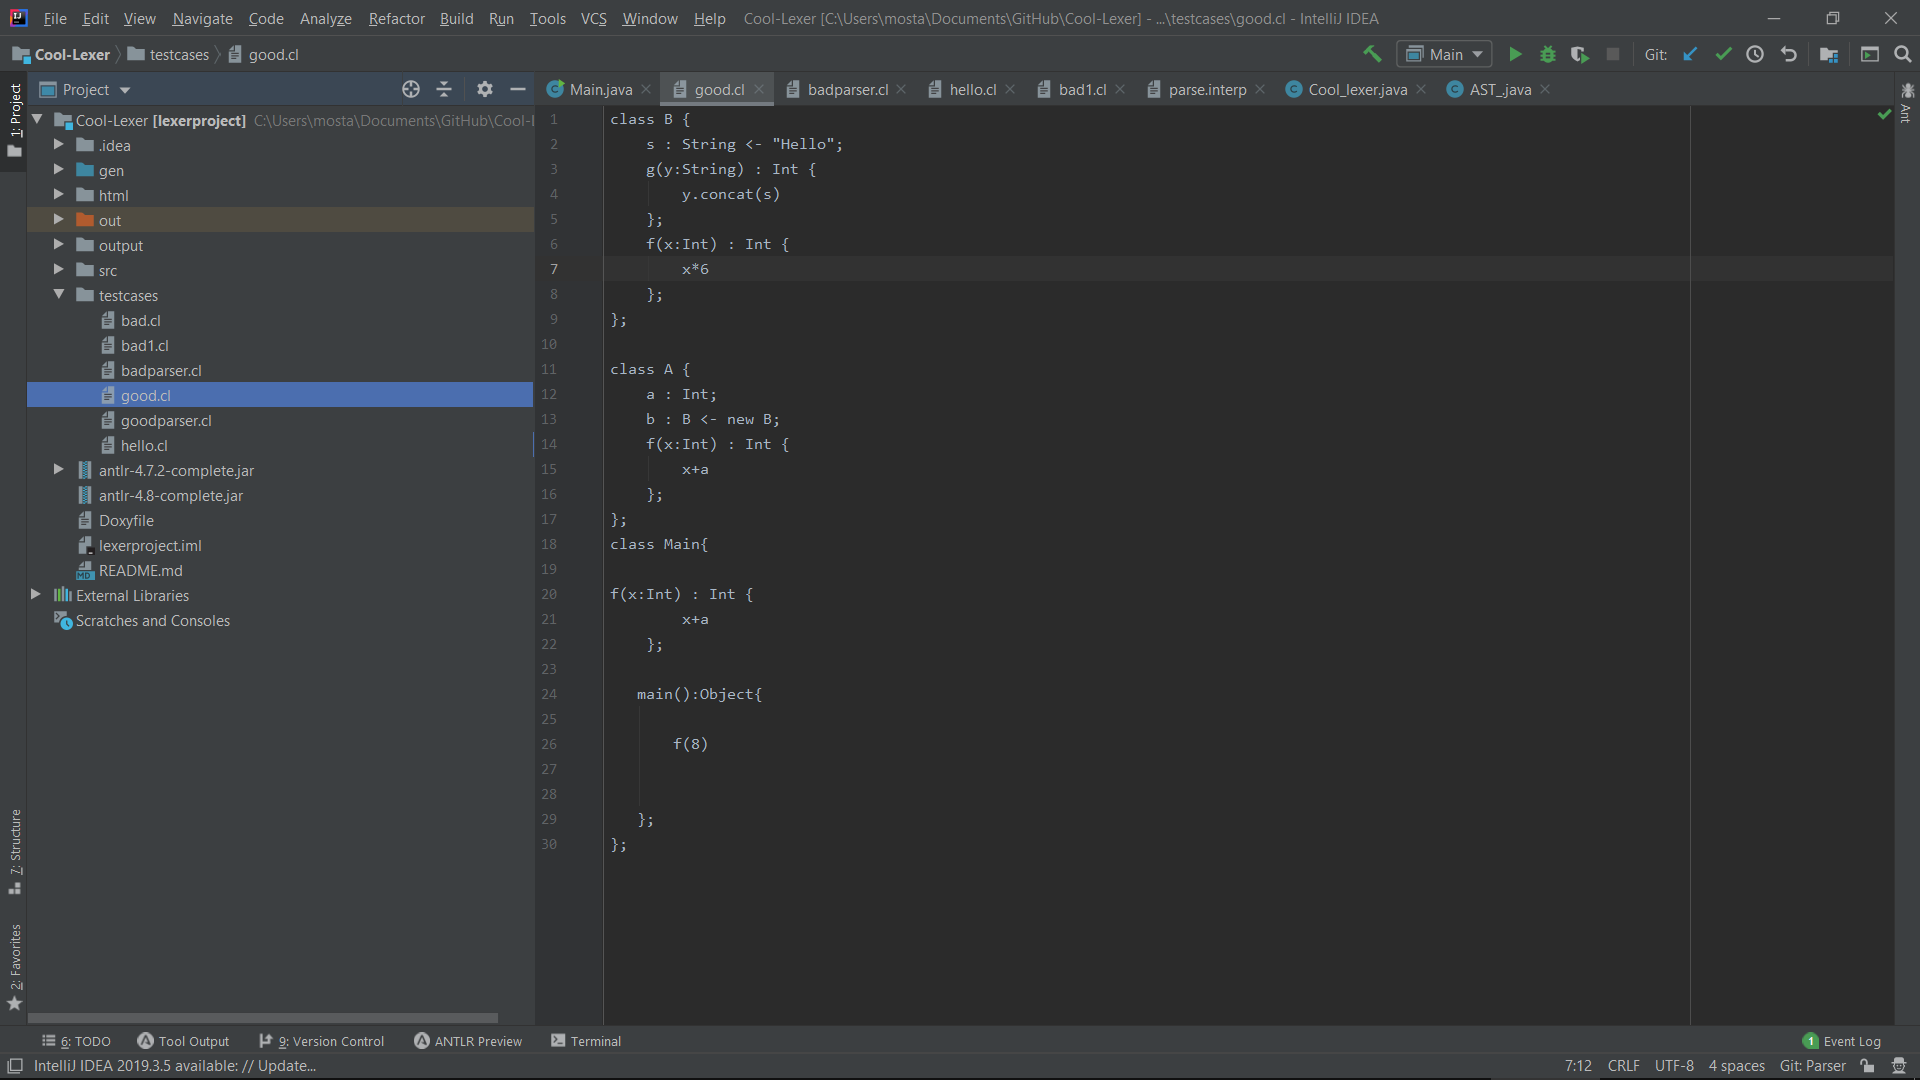 File Edit View Navigate Code Analyze Refactor Build Run Tools VCS Window Help Cool-Lexer [C:\Users\mosta\Documents\GitHub\Cool-Lexer] - ...\testcases\good.cl - IntelliJ IDEA
Cool-Lexer testcases good.cl Main Git:
Project
Main.java good.cl badparser.cl hello.cl bad1.cl parse.interp Cool_lexer.java AST_.java
1: Project
7: Structure
2: Favorites
Cool-Lexer [lexerproject] C:\Users\mosta\Documents\GitHub\Cool-L
.idea
gen
html
out
output
src
testcases
bad.cl
bad1.cl
badparser.cl
good.cl
goodparser.cl
hello.cl
antlr-4.7.2-complete.jar
antlr-4.8-complete.jar
Doxyfile
lexerproject.iml
README.md
External Libraries
Scratches and Consoles
1 class B {
2     s : String <- "Hello";
3     g(y:String) : Int {
4         y.concat(s)
5     };
6     f(x:Int) : Int {
7         x*6
8     };
9 };
10
11 class A {
12     a : Int;
13     b : B <- new B;
14     f(x:Int) : Int {
15         x+a
16     };
17 };
18 class Main{
19
20 f(x:Int) : Int {
21         x+a
22     };
23
24    main():Object{
25
26        f(8)
27
28
29    };
30 };
Ant
6: TODO Tool Output 9: Version Control ANTLR Preview Terminal 1 Event Log
IntelliJ IDEA 2019.3.5 available: // Update... 7:12 CRLF UTF-8 4 spaces Git: Parser